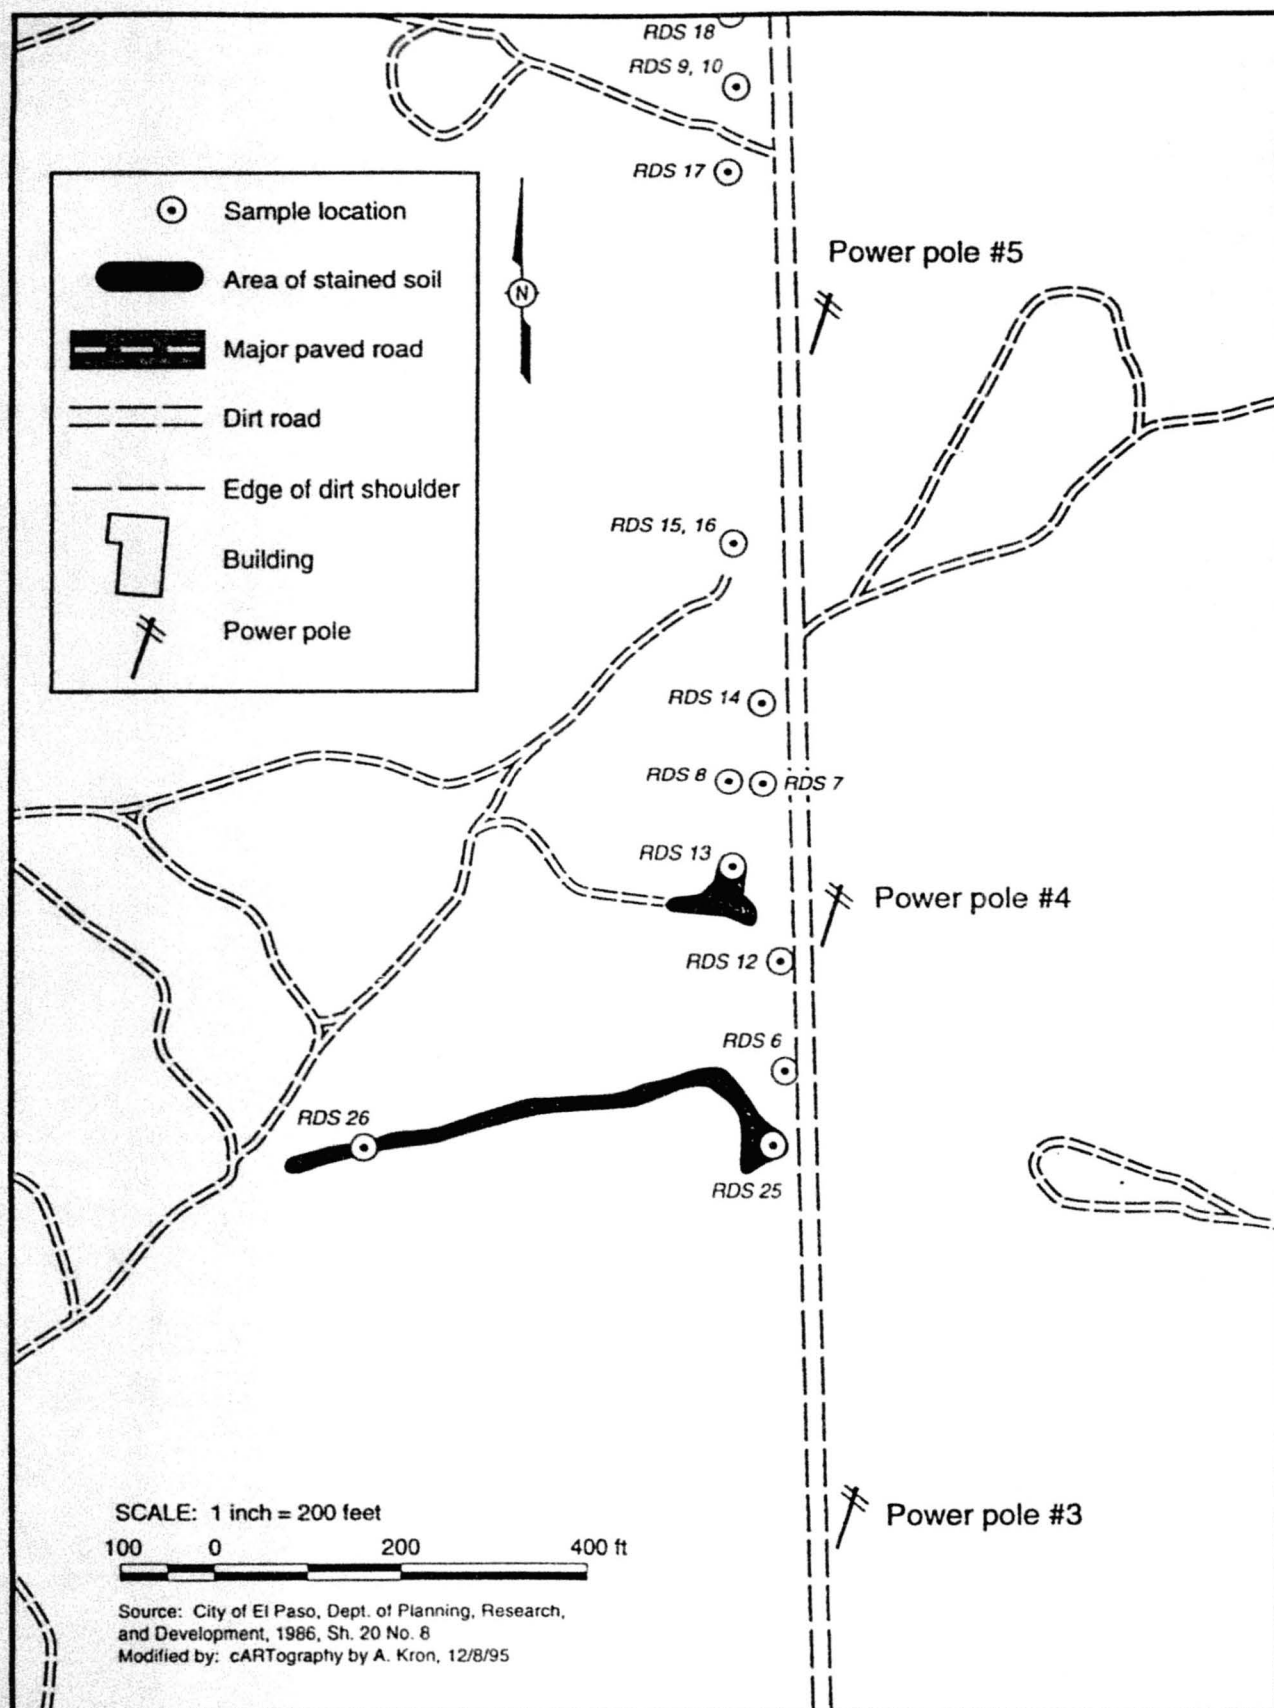 RDS 18
RDS 9, 10
RDS 17
Sample location
Area of stained soil
Major paved road
Dirt road
Edge of dirt shoulder
Building
Power pole
N
Power pole #5
RDS 15, 16
RDS 14
RDS 8
RDS 7
RDS 13
Power pole #4
RDS 12
RDS 6
RDS 26
RDS 25
Power pole #3
SCALE: 1 inch = 200 feet
100 0 200 400 ft
Source: City of El Paso, Dept. of Planning, Research,
and Development, 1986, Sh. 20 No. 8
Modified by: cARTography by A. Kron, 12/8/95